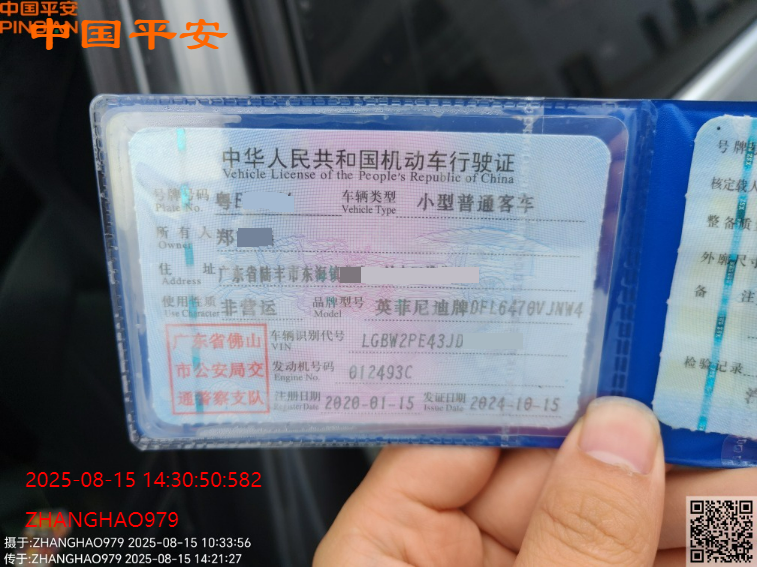 中国平安
PINGAN
中国平安
中华人民共和国机动车行驶证
Vehicle License of the People's Republic of China
号牌号码 粤E 车辆类型 小型普通客车
Plate No. Vehicle Type
所有人 郑
Owner
住址 广东省陆丰市东海镇
Address
使用性质 非营运 品牌型号 英菲尼迪牌DFL6470VJNW4
Use Character Model
广东省佛山
市公安局交
通警察支队
车辆识别代号 LGBW2PE43JD
VIN
发动机号码 012493C
Engine No.
注册日期 2020-01-15 发证日期 2024-10-15
Register Date Issue Date
号牌
核定载人
整备质
外廓尺
备 注
检验记录
2025-08-15 14:30:50:582
ZHANGHAO979
摄于:ZHANGHAO979 2025-08-15 10:33:56
传于:ZHANGHAO979 2025-08-15 14:21:27